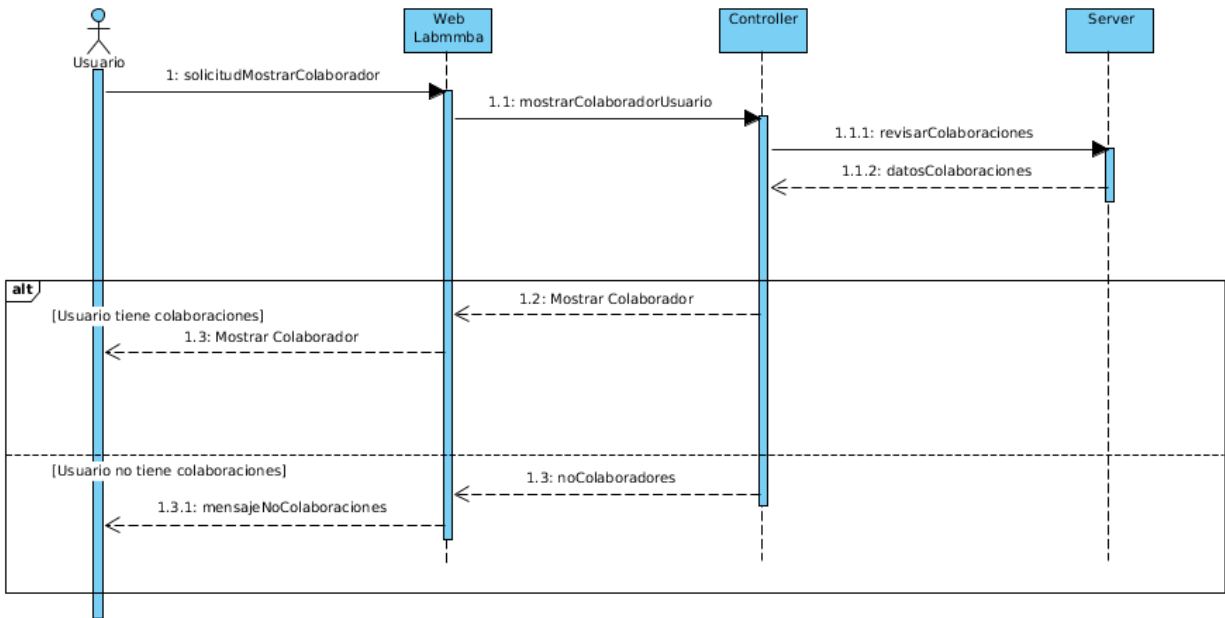 Usuario
Web
Labmmba
Controller
Server
1: solicitudMostrarColaborador
1.1: mostrarColaboradorUsuario
1.1.1: revisarColaboraciones
1.1.2: datosColaboraciones
alt
1.2: Mostrar Colaborador
[Usuario tiene colaboraciones]
1.3: Mostrar Colaborador
[Usuario no tiene colaboraciones]
1.3: noColaboradores
1.3.1: mensajeNoColaboraciones